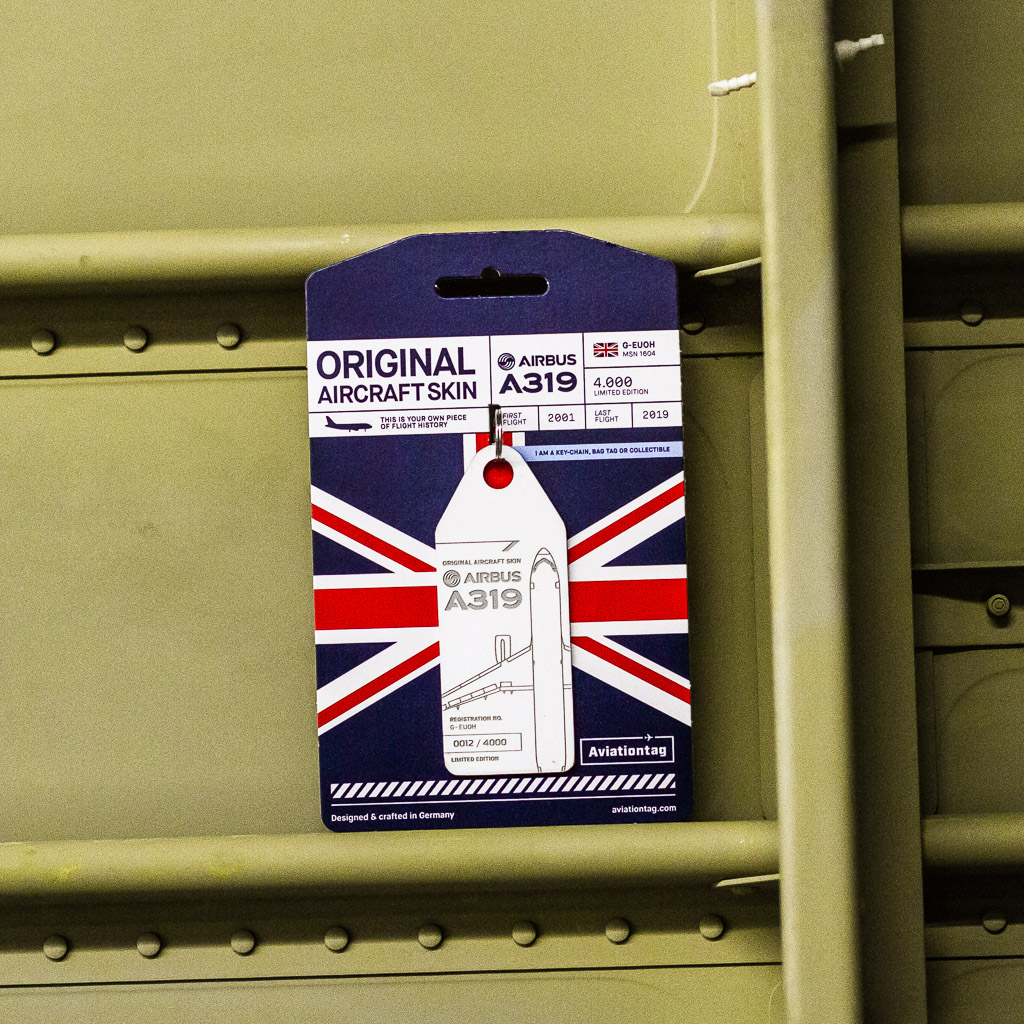 ORIGINAL
AIRCRAFT SKIN
THIS IS YOUR OWN PIECE
OF FLIGHT HISTORY
AIRBUS
A319
G-EUOH
MSN 1604
4.000
LIMITED EDITION
FIRST
FLIGHT
2001
LAST
FLIGHT
2019
I AM A KEY-CHAIN, BAG TAG OR COLLECTIBLE
ORIGINAL AIRCRAFT SKIN
AIRBUS
A319
REGISTRATION NO.
G-EUOH
0012 / 4000
LIMITED EDITION
Aviationtag
Designed & crafted in Germany
aviationtag.com